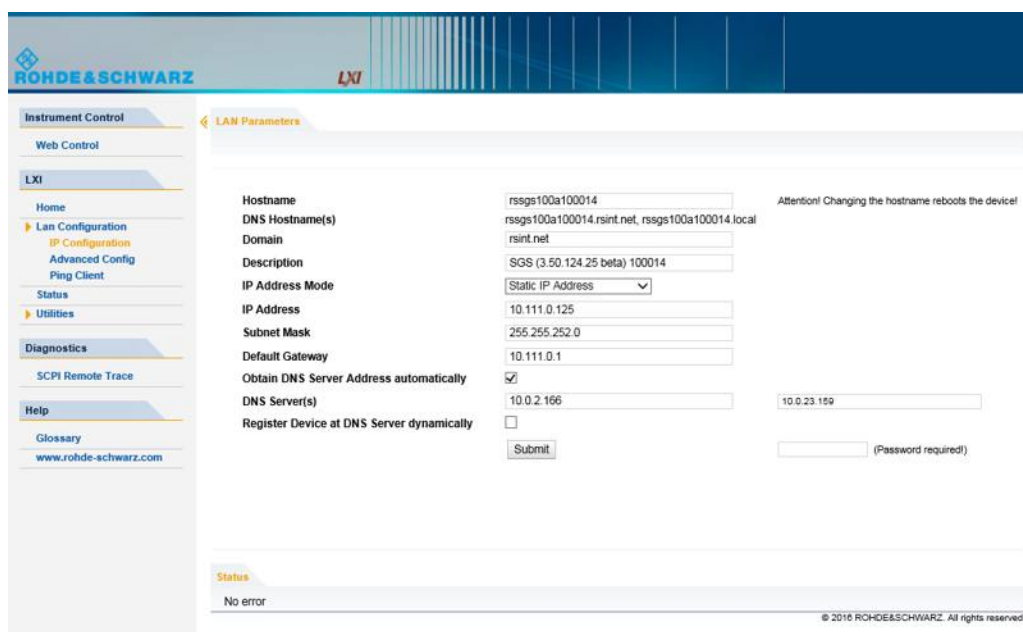 ROHDE&SCHWARZ
LXI
Instrument Control
Web Control
LXI
Home
Lan Configuration
IP Configuration
Advanced Config
Ping Client
Status
Utilities
Diagnostics
SCPI Remote Trace
Help
Glossary
www.rohde-schwarz.com
LAN Parameters
Hostname rssgs100a100014 Attention! Changing the hostname reboots the device!
DNS Hostname(s) rssgs100a100014.rsint.net, rssgs100a100014.local
Domain rsint.net
Description SGS (3.50.124.25 beta) 100014
IP Address Mode Static IP Address
IP Address 10.111.0.125
Subnet Mask 255.255.252.0
Default Gateway 10.111.0.1
Obtain DNS Server Address automatically
DNS Server(s) 10.0.2.166 10.0.23.159
Register Device at DNS Server dynamically
Submit (Password required!)
Status
No error
© 2016 ROHDE&SCHWARZ. All rights reserved